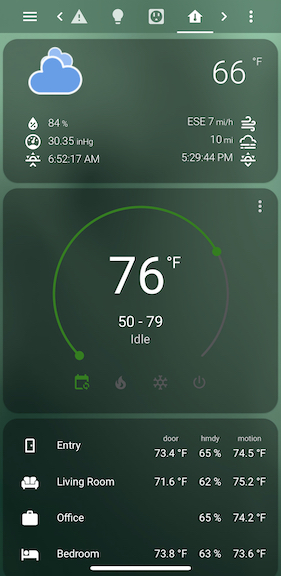 66 °F
84 % ESE 7 mi/h
30.35 inHg 10 mi
6:52:17 AM 5:29:44 PM
76 °F
50 - 79
Idle
door hmdy motion
Entry 73.4 °F 65 % 74.5 °F
Living Room 71.6 °F 62 % 75.2 °F
Office 65 % 74.2 °F
Bedroom 73.8 °F 63 % 73.6 °F